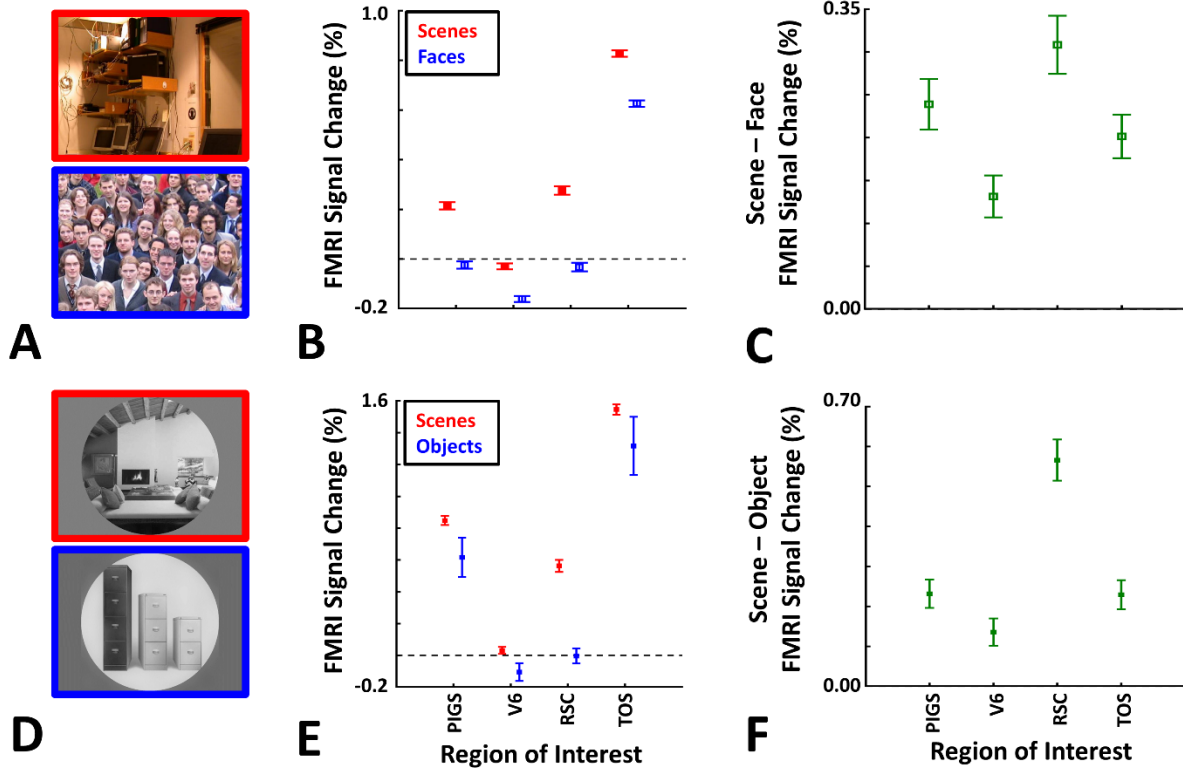 1.0
Scenes
Faces
FMRI Signal Change (%)
-0.2
A
B
0.35
Scene – Face
FMRI Signal Change (%)
0.00
C
1.6
Scenes
Objects
FMRI Signal Change (%)
-0.2
PIGS
V6
RSC
TOS
Region of Interest
D
E
0.70
Scene – Object
FMRI Signal Change (%)
0.00
PIGS
V6
RSC
TOS
Region of Interest
F